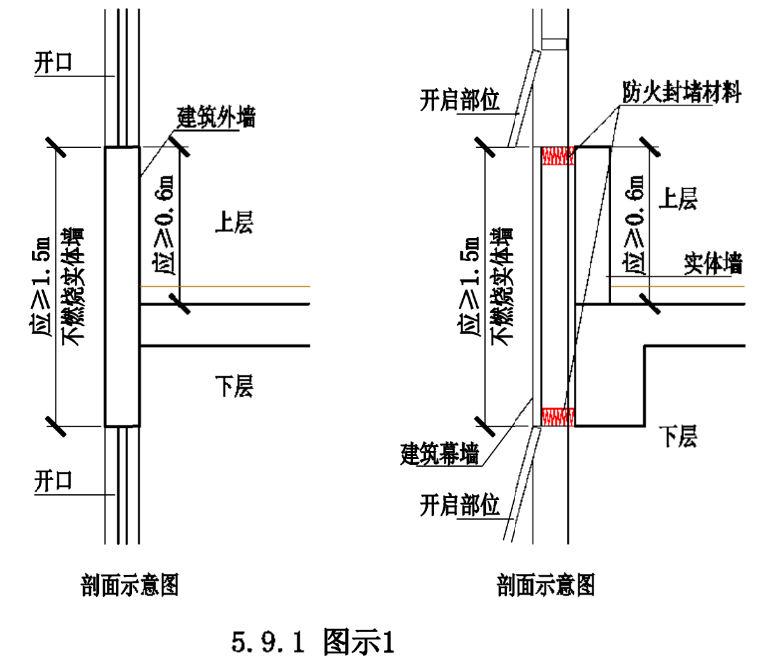 开口
建筑外墙
应≥1.5m
不燃烧实体墙
应≥0.6m
上层
下层
开口
剖面示意图
开启部位
防火封堵材料
应≥1.5m
不燃烧实体墙
应≥0.6m
上层
实体墙
下层
建筑幕墙
开启部位
剖面示意图
5.9.1 图示1